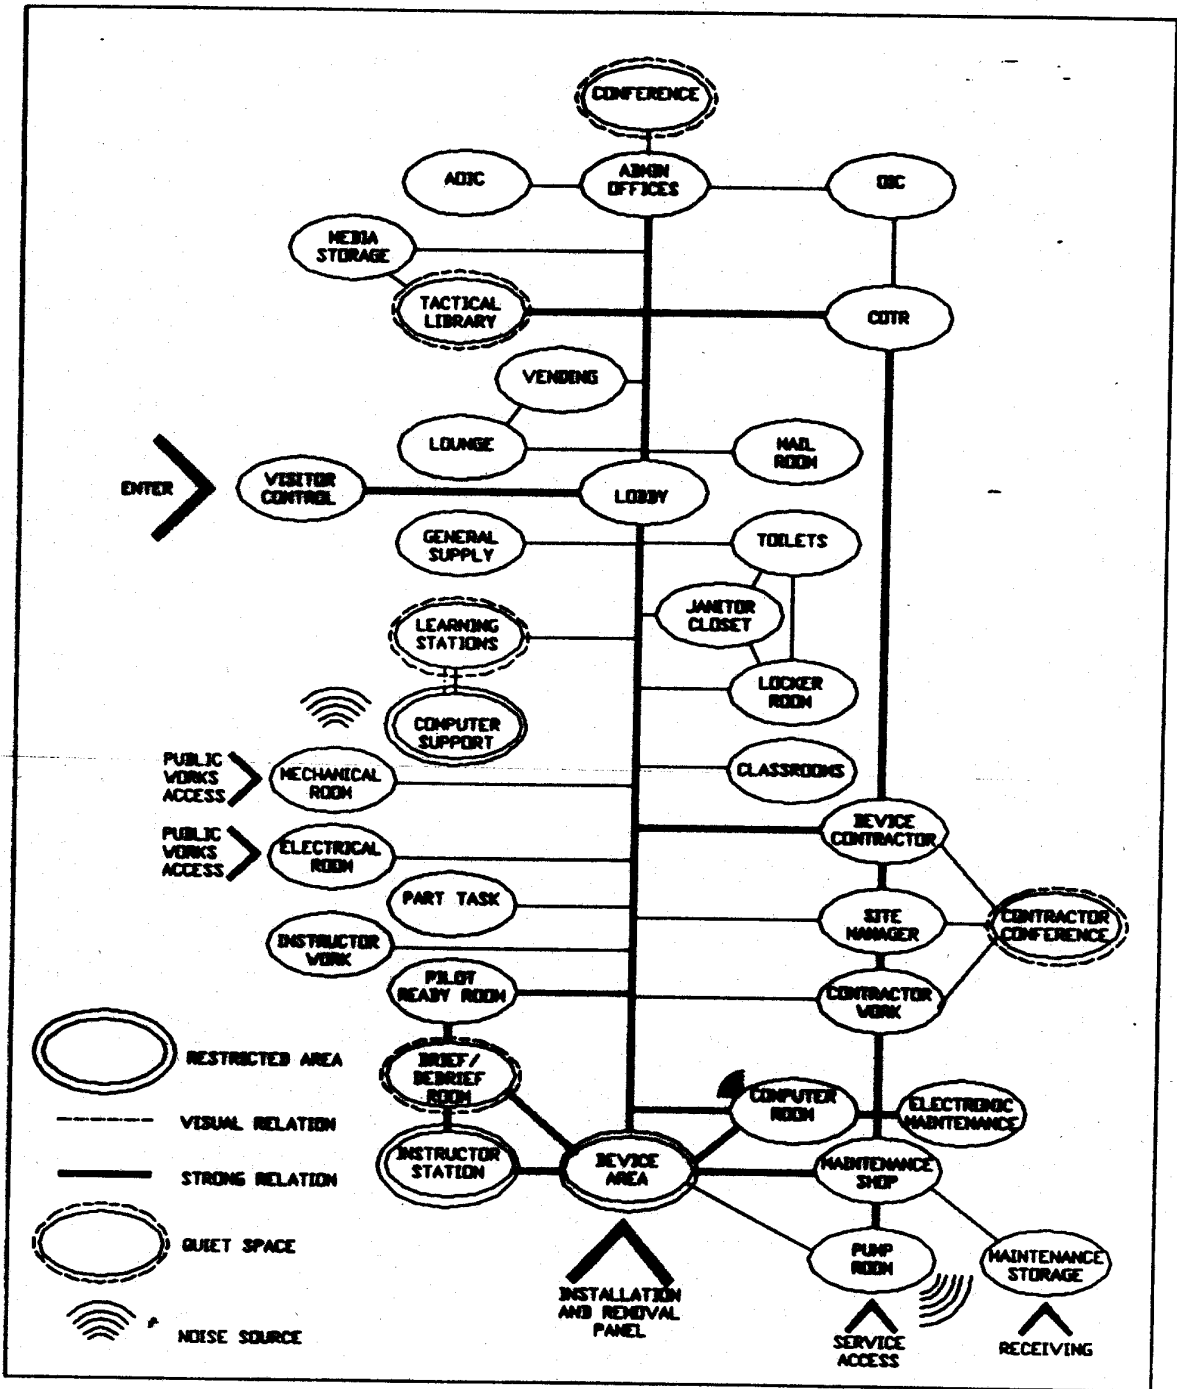 CONFERENCE
AOIC
ADMIN
OFFICES
OIC
MEDIA
STORAGE
TACTICAL
LIBRARY
COTR
VENDING
LOUNGE
MAIL
ROOM
ENTER
VISITOR
CONTROL
LOBBY
GENERAL
SUPPLY
TOILETS
JANITOR
CLOSET
LEARNING
STATIONS
LOCKER
ROOM
COMPUTER
SUPPORT
PUBLIC
WORKS
ACCESS
MECHANICAL
ROOM
CLASSROOMS
PUBLIC
WORKS
ACCESS
ELECTRICAL
ROOM
DEVICE
CONTRACTOR
PART TASK
SITE
MANAGER
CONTRACTOR
CONFERENCE
INSTRUCTOR
WORK
PILOT
READY ROOM
CONTRACTOR
WORK
RESTRICTED AREA
BRIEF/
DEBRIEF
ROOM
COMPUTER
ROOM
ELECTRONIC
MAINTENANCE
VISUAL RELATION
INSTRUCTOR
STATION
DEVICE
AREA
MAINTENANCE
SHOP
STRONG RELATION
QUIET SPACE
PUMP
ROOM
MAINTENANCE
STORAGE
INSTALLATION
AND REMOVAL
PANEL
NOISE SOURCE
SERVICE
ACCESS
RECEIVING